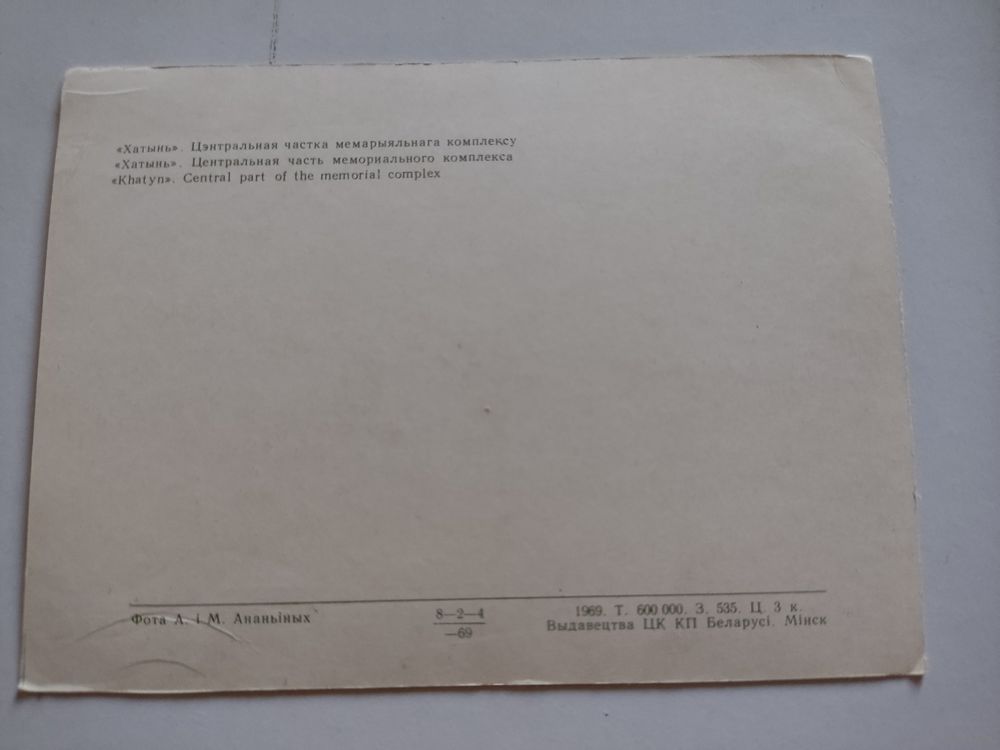 «Хатынь». Цэнтральная частка мемарыяльнага комплексу
«Хатынь». Центральная часть мемориального комплекса
«Khatyn». Central part of the memorial complex
Фота А. і М. Ананьіных
8—2—4
—69
1969. Т. 600 000. З. 535. Ц. 3 к.
Выдавецтва ЦК КП Беларусі. Мінск